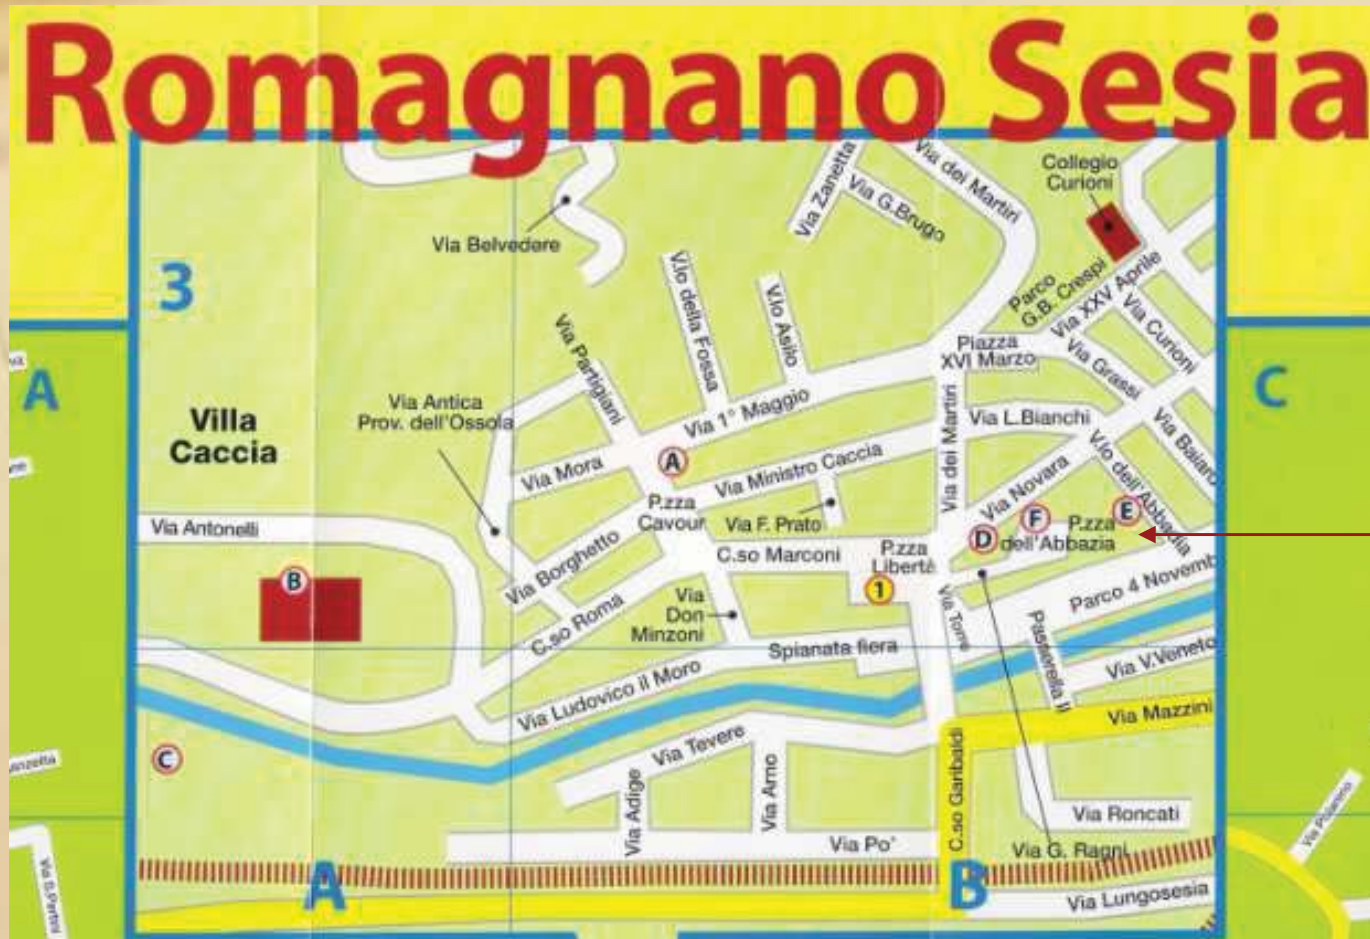 Romagnano Sesia
Collegio
Curioni
Via Zanetta
Via dei Martiri
Via G.Brugo
Via Belvedere
3
V.lo della Fossa
V.lo Asilo
Parco
G.B. Crespi
Via XXV Aprile
Via Curioni
Via Partigiani
Piazza
XVI Marzo
Via Grassi
A
C
Villa
Caccia
Via Antica
Prov. dell'Ossola
Via 1° Maggio
Via dei Martiri
Via L.Bianchi
Via Baiard
Via Mora
A
Via Ministro Caccia
V.lo dell'Abbazia
Via Novara
P.zza
Cavour
Via F. Prato
Via Antonelli
D
F
E
P.zza
dell'Abbazia
Via Borghetto
C.so Marconi
P.zza
Libertà
1
B
Via
Don
Minzoni
Via Torre
Parco 4 Novemb
C.so Roma
Spianata fiera
Passerella II
Via V.Veneto
Via Ludovico il Moro
Via Mazzini
C
Via Tevere
C.so Garibaldi
Via Adige
Via Arno
Via Roncati
Via Po°
Via G. Ragni
A
B
Via Lungosesia